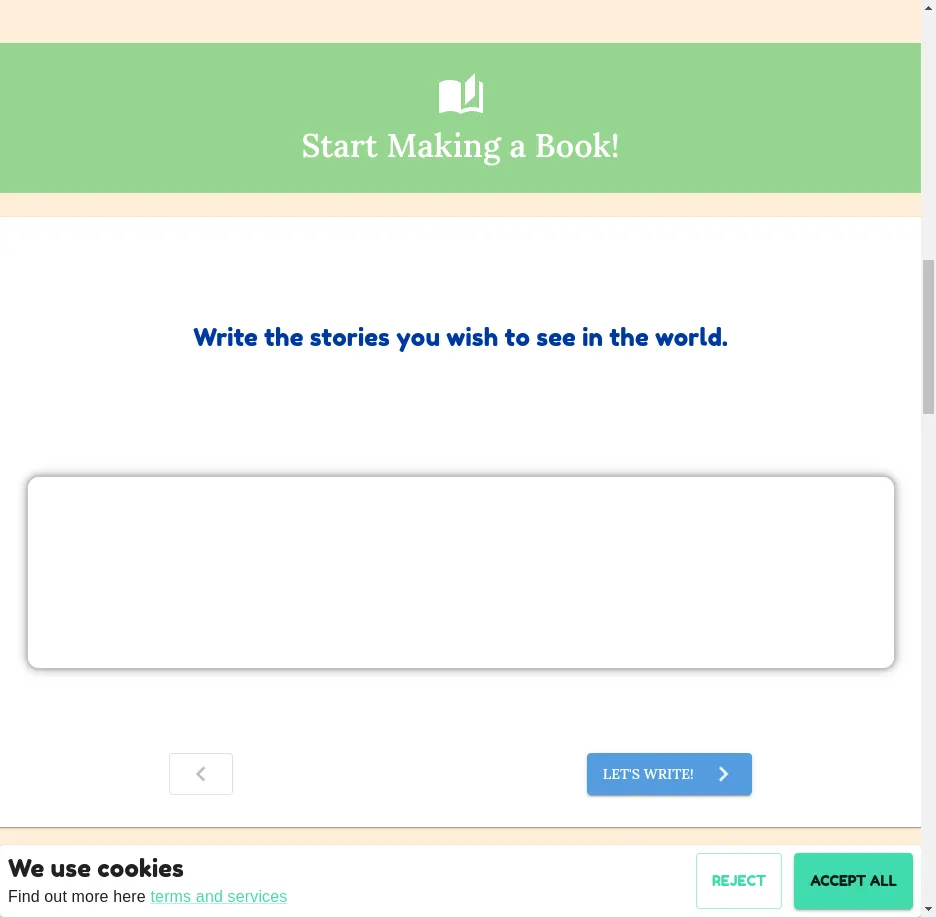 Start Making a Book!
Write the stories you wish to see in the world.
LET'S WRITE!
We use cookies
Find out more here terms and services
REJECT
ACCEPT ALL